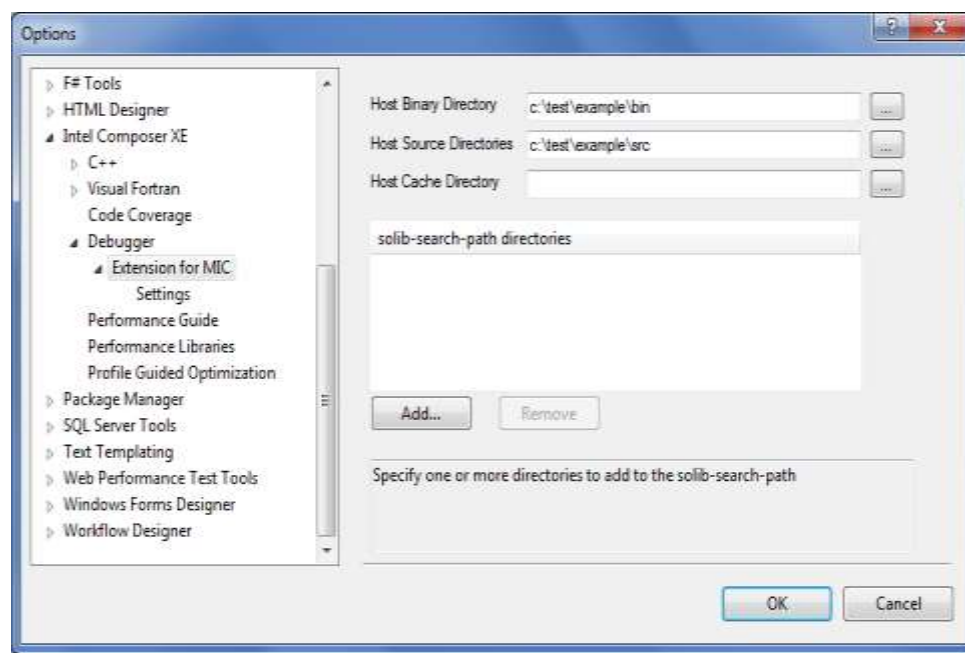 Options
F# Tools
HTML Designer
Intel Composer XE
C++
Visual Fortran
Code Coverage
Debugger
Extension for MIC
Settings
Performance Guide
Performance Libraries
Profile Guided Optimization
Package Manager
SQL Server Tools
Text Templating
Web Performance Test Tools
Windows Forms Designer
Workflow Designer
Host Binary Directory c:\test\example\bin ...
Host Source Directories c:\test\example\src ...
Host Cache Directory ...
solib-search-path directories
Add... Remove
Specify one or more directories to add to the solib-search-path
OK Cancel